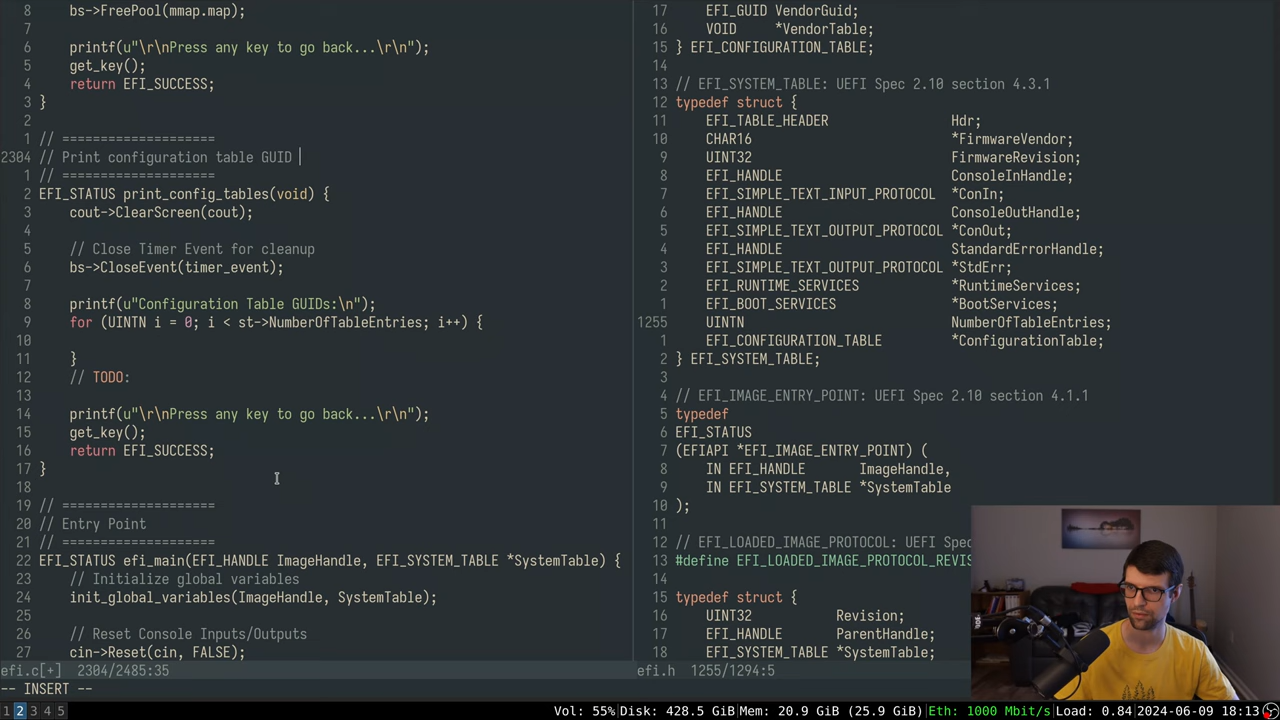 8      bs->FreePool(mmap.map);
7
6      printf(u"\r\nPress any key to go back...\r\n");
5      get_key();
4      return EFI_SUCCESS;
3  }
2
1  // ====================
2304 // Print configuration table GUID
1  // ====================
2  EFI_STATUS print_config_tables(void) {
3      cout->ClearScreen(cout);
4
5      // Close Timer Event for cleanup
6      bs->CloseEvent(timer_event);
7
8      printf(u"Configuration Table GUIDs:\n");
9      for (UINTN i = 0; i < st->NumberOfTableEntries; i++) {
10
11     }
12     // TODO:
13
14     printf(u"\r\nPress any key to go back...\r\n");
15     get_key();
16     return EFI_SUCCESS;
17 }
18
19 // ====================
20 // Entry Point
21 // ====================
22 EFI_STATUS efi_main(EFI_HANDLE ImageHandle, EFI_SYSTEM_TABLE *SystemTable) {
23     // Initialize global variables
24     init_global_variables(ImageHandle, SystemTable);
25
26     // Reset Console Inputs/Outputs
27     cin->Reset(cin, FALSE);
efi.c[+]  2304/2485:35
-- INSERT --
17     EFI_GUID VendorGuid;
16     VOID     *VendorTable;
15 } EFI_CONFIGURATION_TABLE;
14
13 // EFI_SYSTEM_TABLE: UEFI Spec 2.10 section 4.3.1
12 typedef struct {
11     EFI_TABLE_HEADER                Hdr;
10     CHAR16                          *FirmwareVendor;
9      UINT32                          FirmwareRevision;
8      EFI_HANDLE                      ConsoleInHandle;
7      EFI_SIMPLE_TEXT_INPUT_PROTOCOL  *ConIn;
6      EFI_HANDLE                      ConsoleOutHandle;
5      EFI_SIMPLE_TEXT_OUTPUT_PROTOCOL *ConOut;
4      EFI_HANDLE                      StandardErrorHandle;
3      EFI_SIMPLE_TEXT_OUTPUT_PROTOCOL *StdErr;
2      EFI_RUNTIME_SERVICES            *RuntimeServices;
1      EFI_BOOT_SERVICES               *BootServices;
1255   UINTN                           NumberOfTableEntries;
1      EFI_CONFIGURATION_TABLE         *ConfigurationTable;
2  } EFI_SYSTEM_TABLE;
3
4  // EFI_IMAGE_ENTRY_POINT: UEFI Spec 2.10 section 4.1.1
5  typedef
6  EFI_STATUS
7  (EFIAPI *EFI_IMAGE_ENTRY_POINT) (
8      IN EFI_HANDLE       ImageHandle,
9      IN EFI_SYSTEM_TABLE *SystemTable
10 );
11
12 // EFI_LOADED_IMAGE_PROTOCOL: UEFI Spec
13 #define EFI_LOADED_IMAGE_PROTOCOL_REVIS
14
15 typedef struct {
16     UINT32           Revision;
17     EFI_HANDLE       ParentHandle;
18     EFI_SYSTEM_TABLE *SystemTable;
efi.h  1255/1294:5
1 2 3 4 5
Vol: 55%|Disk: 428.5 GiB|Mem: 20.9 GiB (25.9 GiB)|Eth: 1000 Mbit/s|Load: 0.84|2024-06-09 18:13